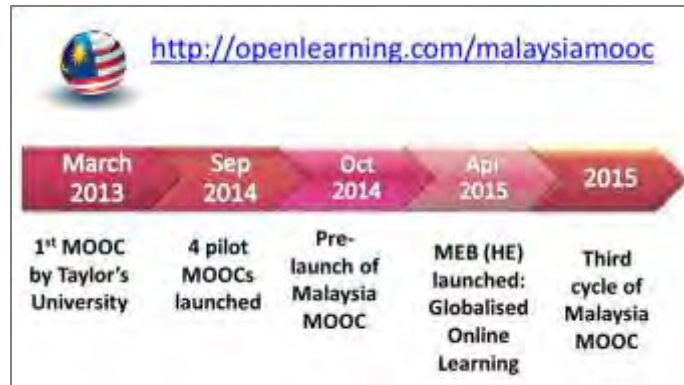 http://openlearning.com/malaysiamooc
March
2013
Sep
2014
Oct
2014
Apr
2015
2015
1st MOOC
by Taylor's
University
4 pilot
MOOCs
launched
Pre-
launch of
Malaysia
MOOC
MEB (HE)
launched:
Globalised
Online
Learning
Third
cycle of
Malaysia
MOOC